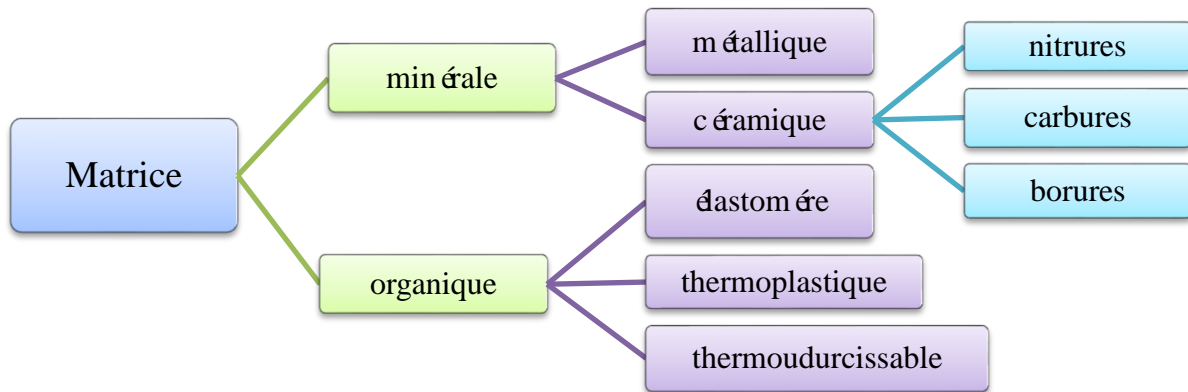 Matrice
minérale
métallique
céramique
nitrures
carbures
borures
organique
élastomére
thermoplastique
thermoudurcissable